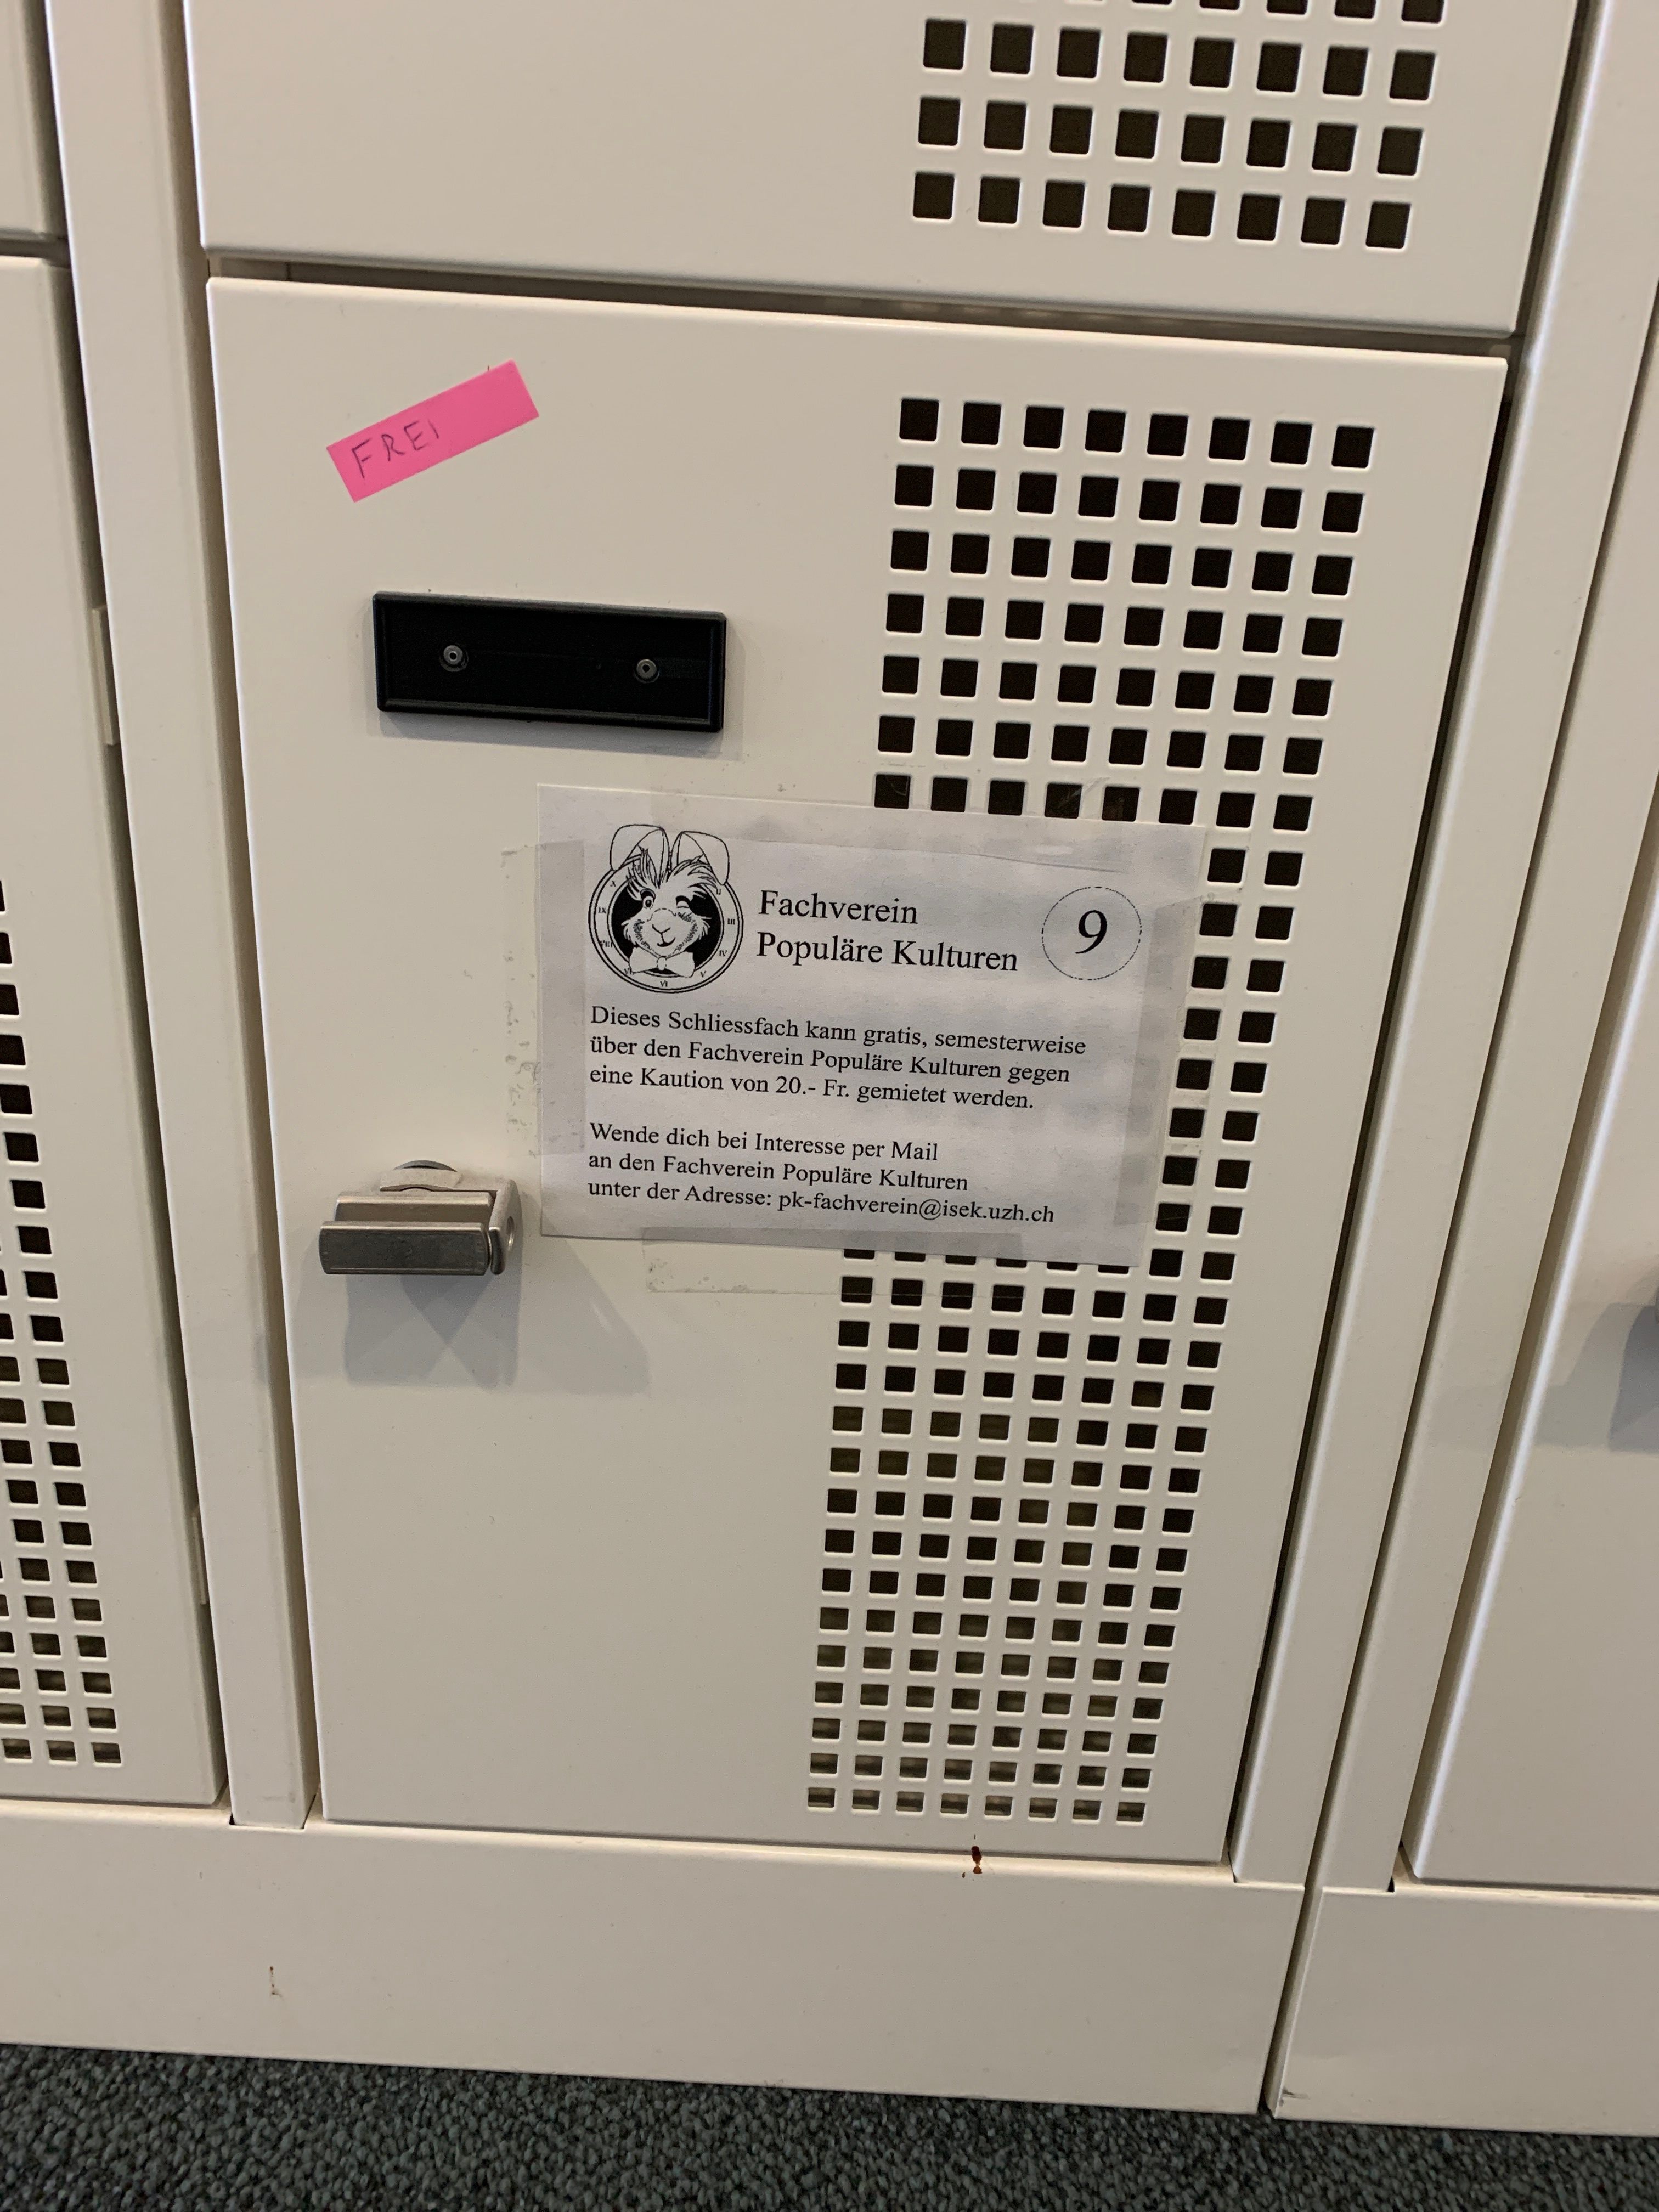 FREI
Fachverein
Populäre Kulturen
9
Dieses Schliessfach kann gratis, semesterweise
über den Fachverein Populäre Kulturen gegen
eine Kaution von 20.- Fr. gemietet werden.
Wende dich bei Interesse per Mail
an den Fachverein Populäre Kulturen
unter der Adresse: pk-fachverein@isek.uzh.ch